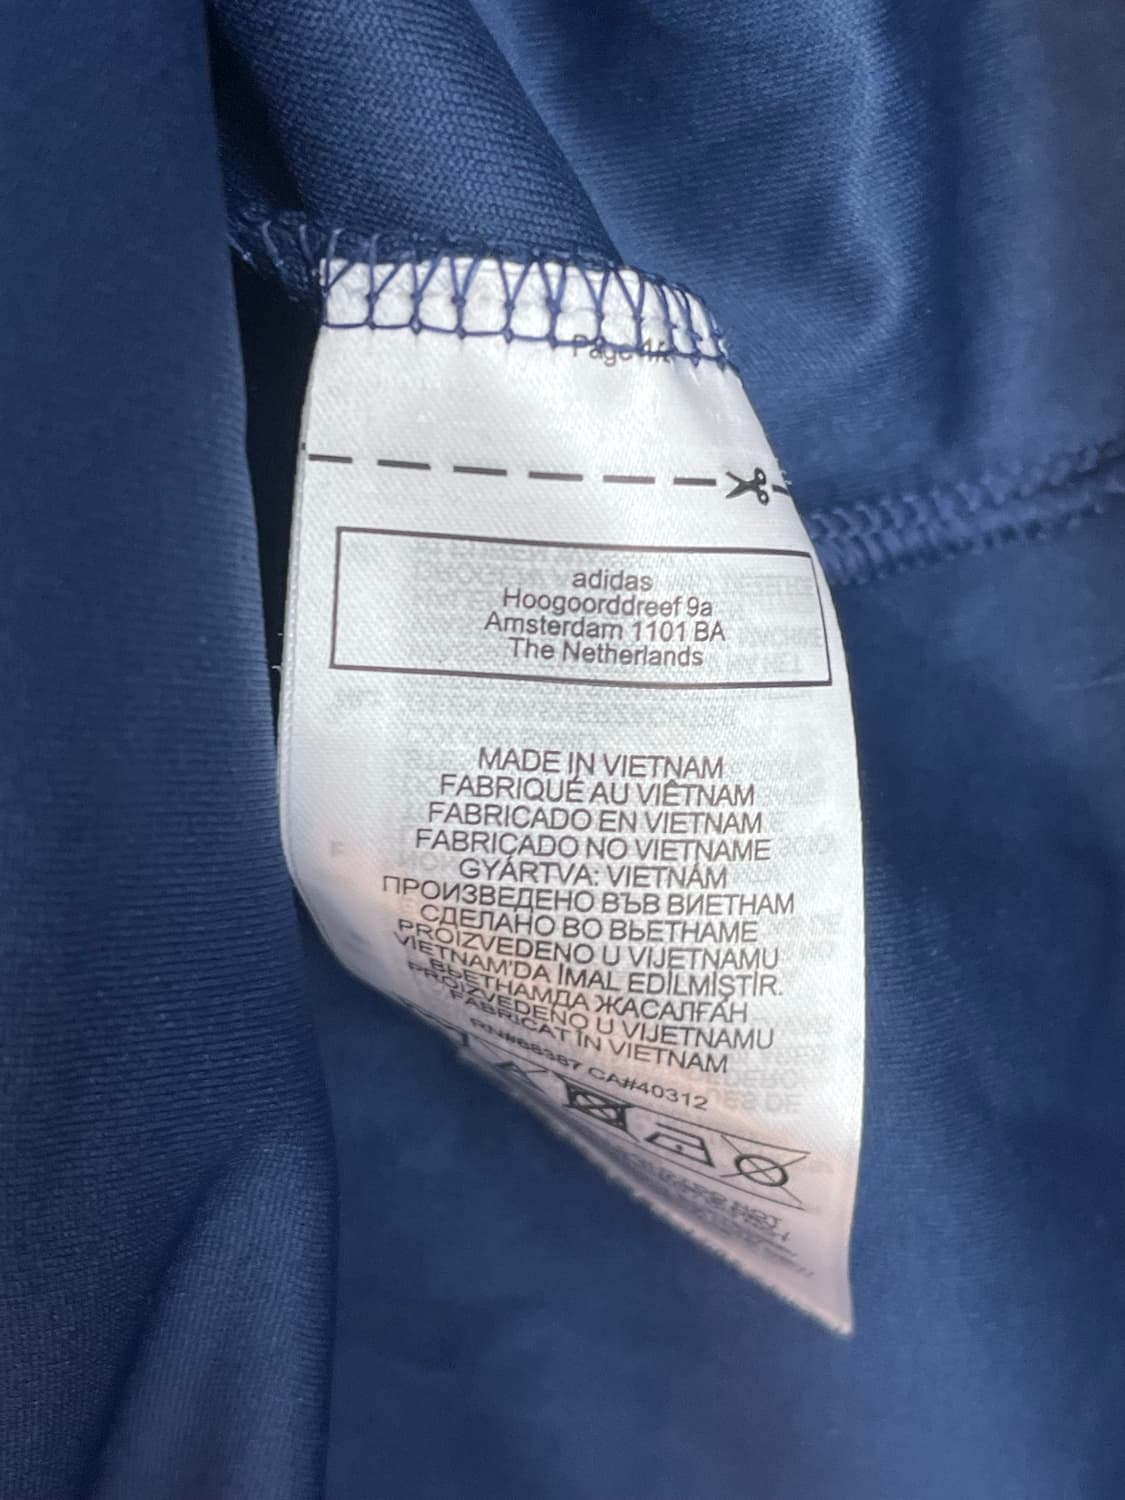 adidas
Hoogoorddreef 9a
Amsterdam 1101 BA
The Netherlands
MADE IN VIETNAM
FABRIQUÉ AU VIÊTNAM
FABRICADO EN VIETNAM
FABRICADO NO VIETNAME
GYÁRTVA: VIETNÁM
ПРОИЗВЕДЕНО ВЪВ ВИЕТНАМ
СДЕЛАНО ВО ВЬЕТНАМЕ
PROIZVEDENO U VIJETNAMU
VIETNAM'DA İMAL EDİLMİŞTİR.
ВЬЕТНАМДА ЖАСАЛҒАН
PROIZVEDENO U VIJETNAMU
FABRICAT ÎN VIETNAM
RN#88387 CA#40312